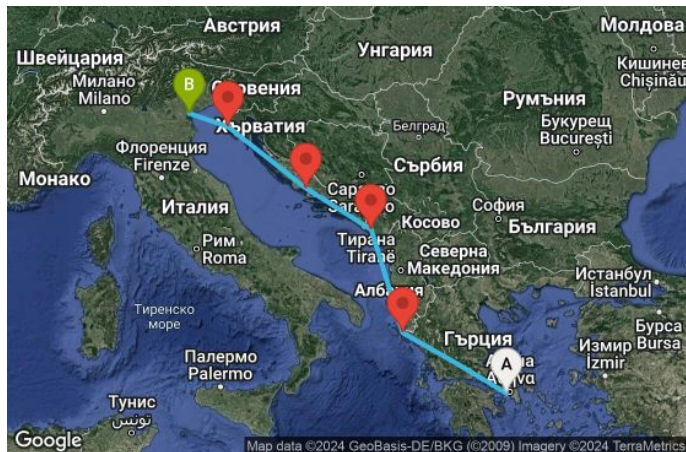 Австрия
Молдова
Швейцария
Унгария
Кишинев
Chișinău
Милано
Milano
B
Словения
Румъния
Хърватия
Белград
Букурещ
București
Флоренция
Firenze
Сърбия
Монако
Сараево
Италия
Косово
София
България
Рим
Roma
Тирана
Tiranë
Северна
Македония
Истанбул
İstanbul
Тиренско
море
Албания
Бурса
Bursa
Гърция
Измир
İzmir
A
Палермо
Palermo
Тунис
تونس
Google
Map data ©2024 GeoBasis-DE/BKG (©2009) Imagery ©2024 TerraMetrics